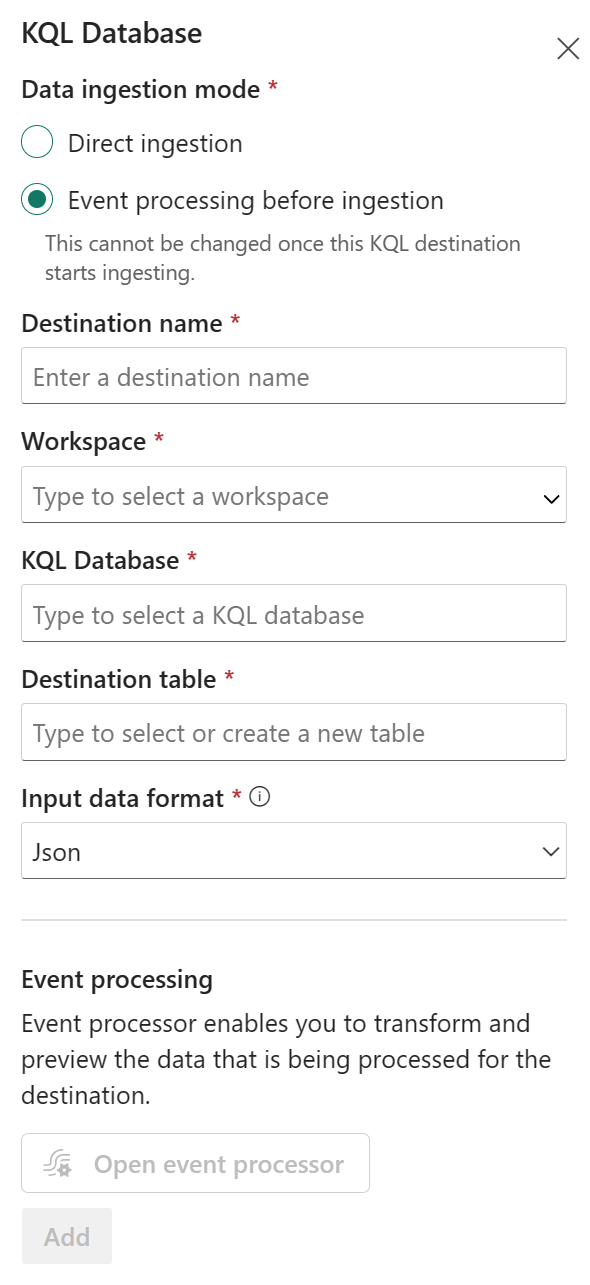 KQL Database
Data ingestion mode *
Direct ingestion
Event processing before ingestion
This cannot be changed once this KQL destination
starts ingesting.
Destination name *
Enter a destination name
Workspace *
Type to select a workspace
KQL Database *
Type to select a KQL database
Destination table *
Type to select or create a new table
Input data format *
Json
Event processing
Event processor enables you to transform and
preview the data that is being processed for the
destination.
Open event processor
Add